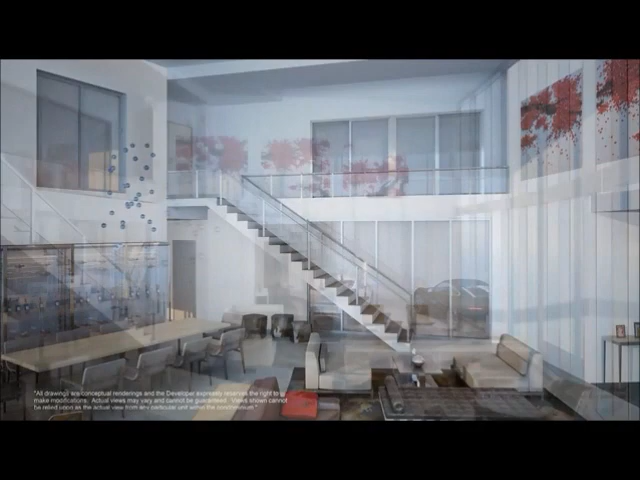 "All drawings are conceptual renderings and the Developer expressly reserves the right to
make modifications. Actual views may vary and cannot be guaranteed. Views shown cannot
be relied upon as the actual view from any particular unit within the condominium."